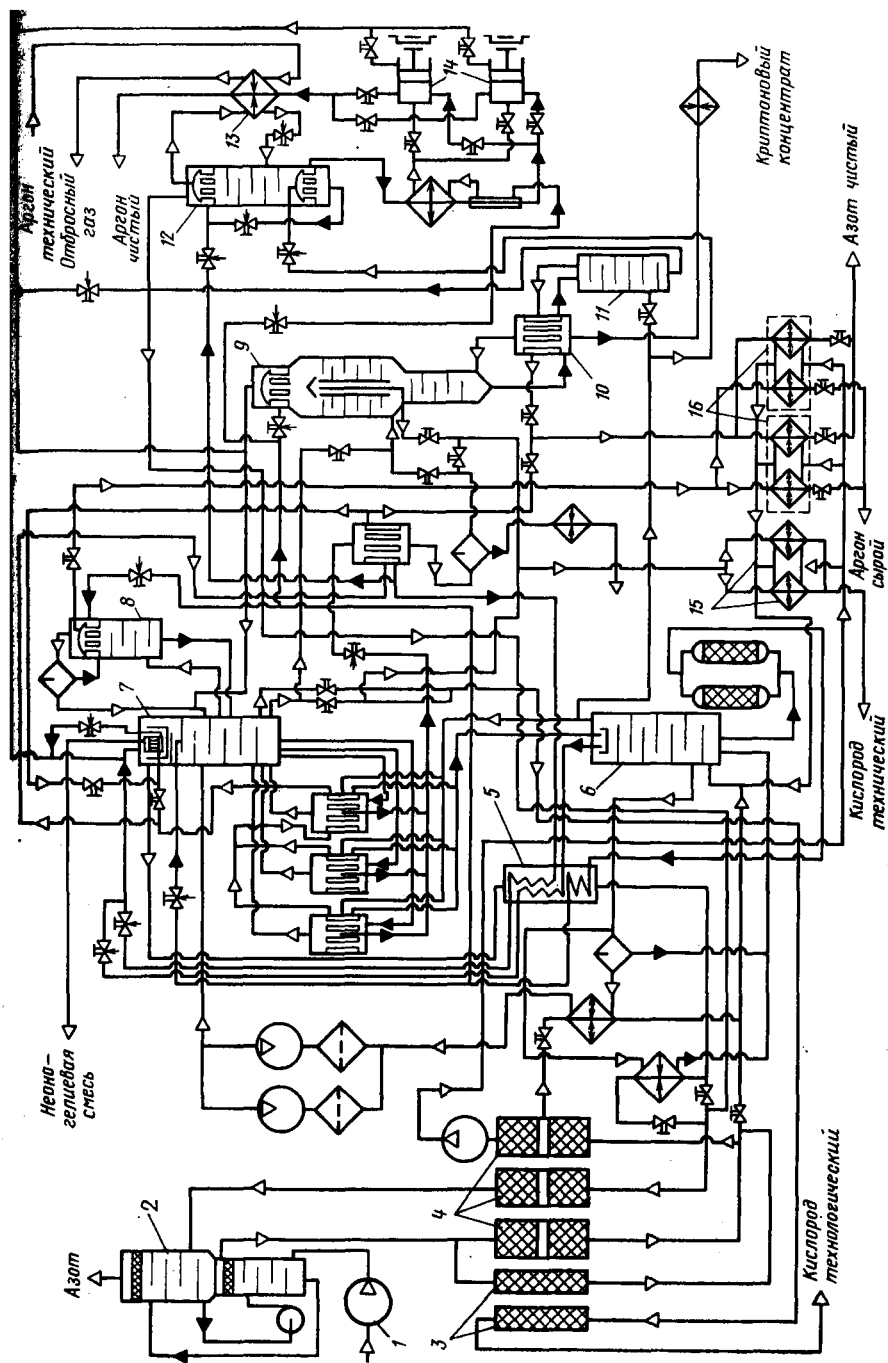 Аргон
технический
Отбросный
газ
Аргон
чистый
13
14
12
Криптоновый
концентрат
Азот чистый
9
10
11
16
Аргон
сырой
15
8
7
Кислород
технический
6
5
Неоно-
гелиевая
смесь
4
Азот
2
1
3
Кислород
технологический